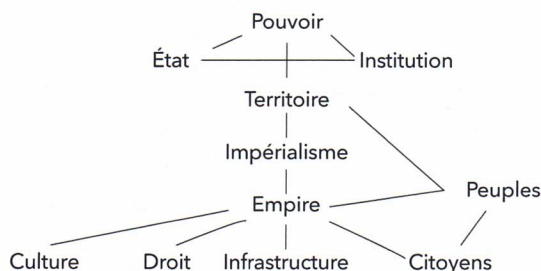 Pouvoir
État Institution
Territoire
Impérialisme
Peuples
Empire
Culture Droit Infrastructure Citoyens